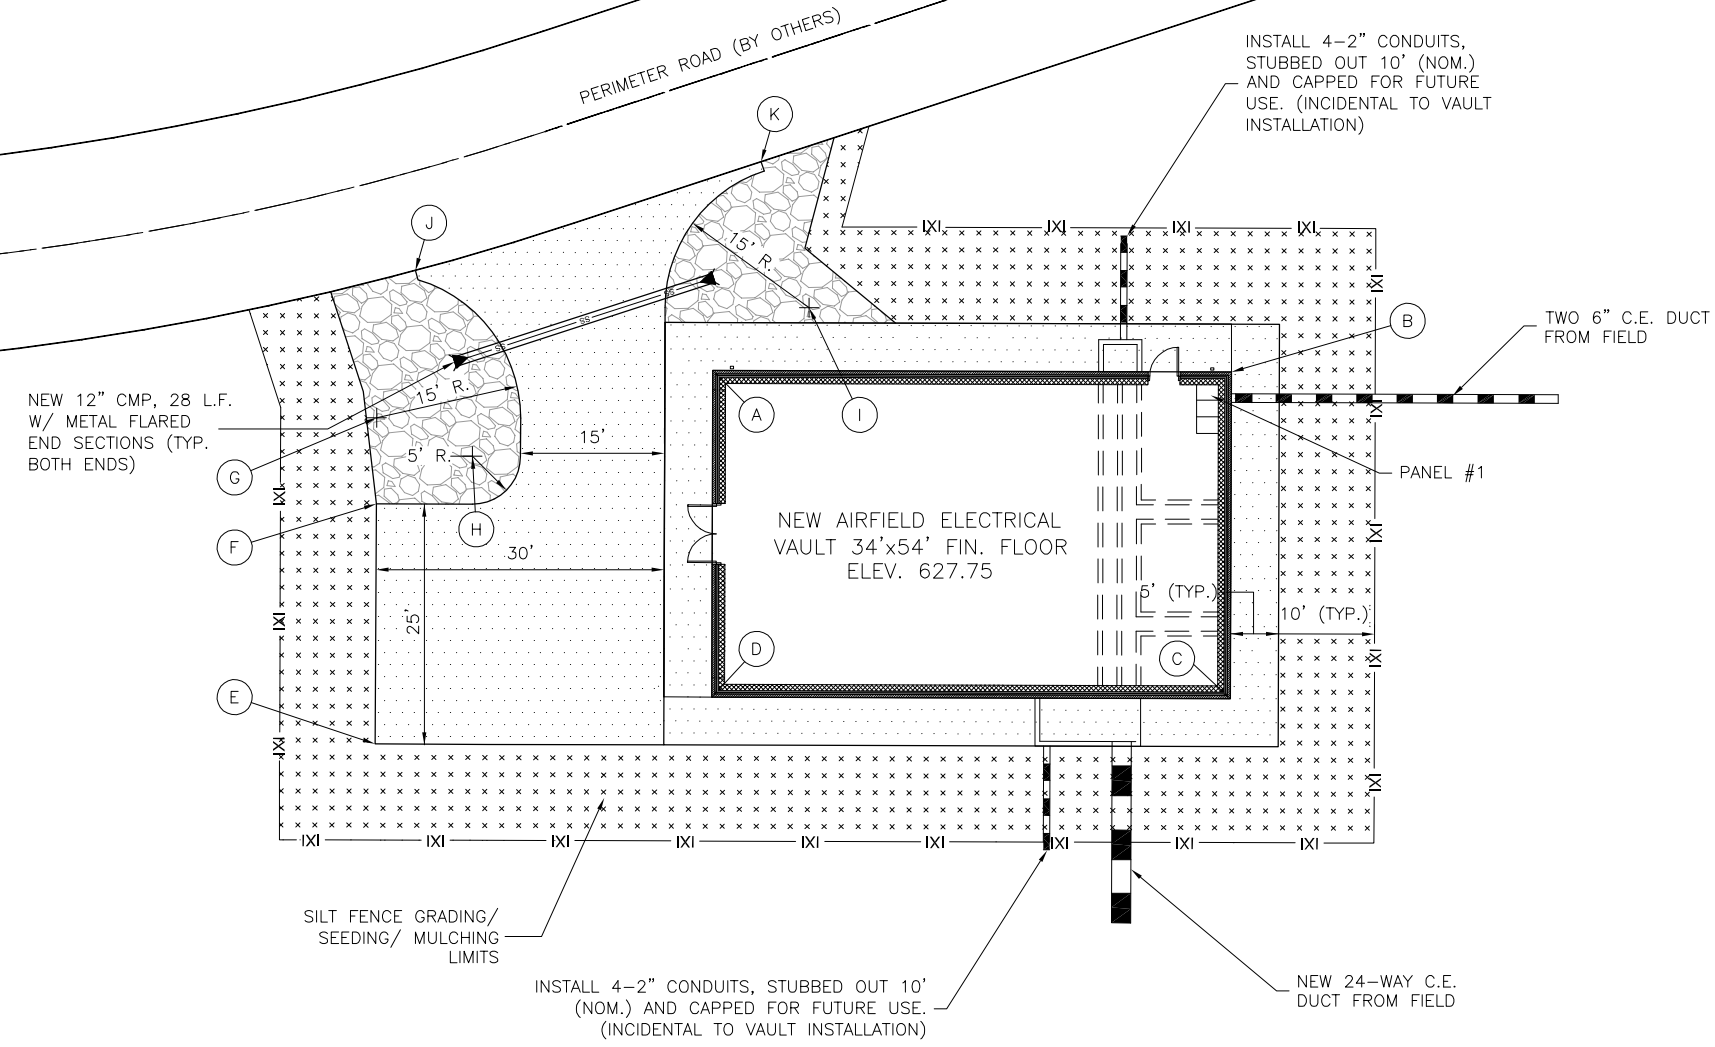 PERIMETER ROAD (BY OTHERS)
INSTALL 4-2" CONDUITS,
STUBBED OUT 10' (NOM.)
AND CAPPED FOR FUTURE
USE. (INCIDENTAL TO VAULT
INSTALLATION)
K
J
15' R.
SS
SS
SS
B
TWO 6" C.E. DUCT
FROM FIELD
NEW 12" CMP, 28 L.F.
W/ METAL FLARED
END SECTIONS (TYP.
BOTH ENDS)
15' R.
A
I
15'
5' R.
G
PANEL #1
H
F
NEW AIRFIELD ELECTRICAL
VAULT 34'x54' FIN. FLOOR
ELEV. 627.75
30'
25'
5' (TYP.)
10' (TYP.)
D
C
E
SILT FENCE GRADING/
SEEDING/ MULCHING
LIMITS
INSTALL 4-2" CONDUITS, STUBBED OUT 10'
(NOM.) AND CAPPED FOR FUTURE USE.
(INCIDENTAL TO VAULT INSTALLATION)
NEW 24-WAY C.E.
DUCT FROM FIELD